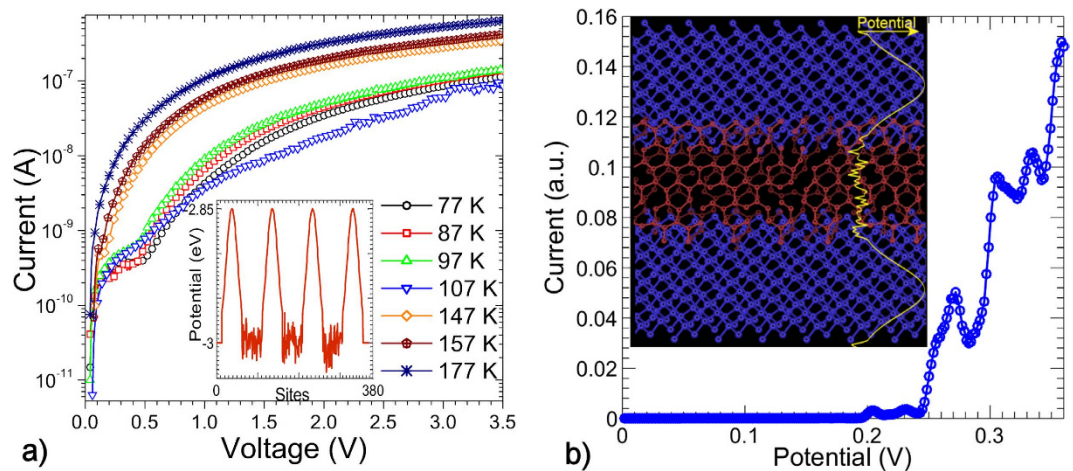 Current (A)
10⁻⁷
10⁻⁸
10⁻⁹
10⁻¹⁰
10⁻¹¹
0.0 0.5 1.0 1.5 2.0 2.5 3.0 3.5
Voltage (V)
a)
77 K
87 K
97 K
107 K
147 K
157 K
177 K
Potential (eV)
2.85
-3
0 380
Sites
Current (a.u.)
0.16
0.14
0.12
0.1
0.08
0.06
0.04
0.02
0
0 0.1 0.2 0.3
Potential (V)
b)
Potential